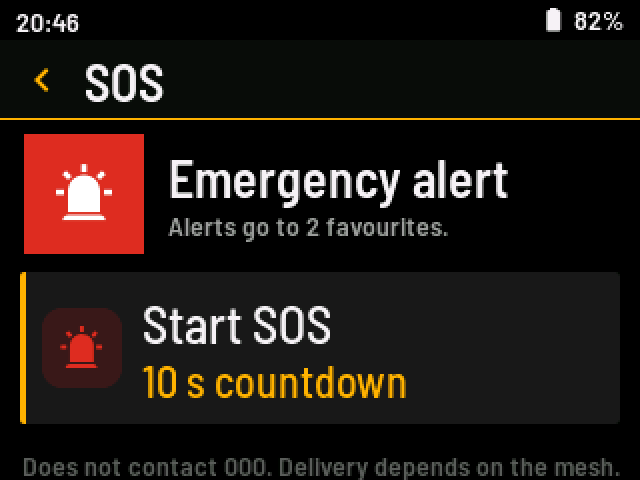 20:46
82%
SOS
Emergency alert
Alerts go to 2 favourites.
Start SOS
10 s countdown
Does not contact 000. Delivery depends on the mesh.